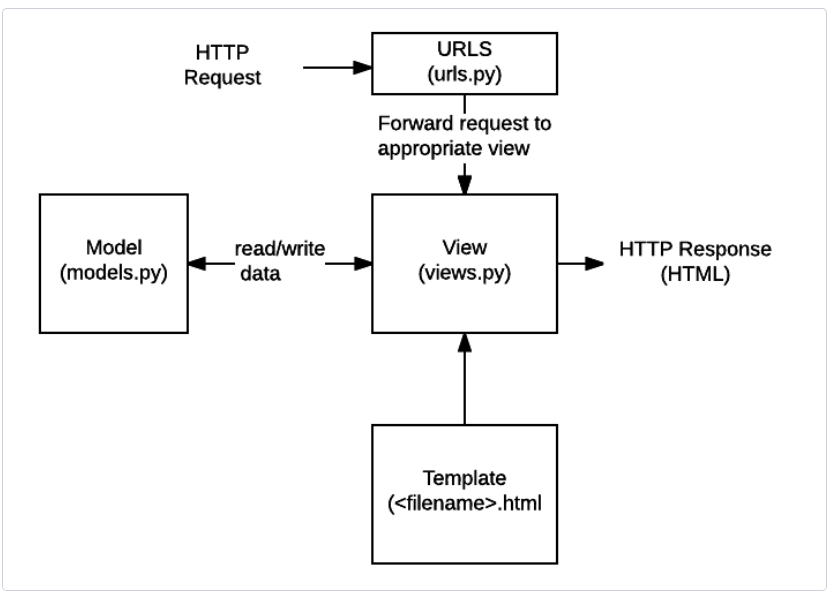 HTTP
Request
URLS
(urls.py)
Forward request to
appropriate view
Model
(models.py)
read/write
data
View
(views.py)
HTTP Response
(HTML)
Template
(<filename>.html